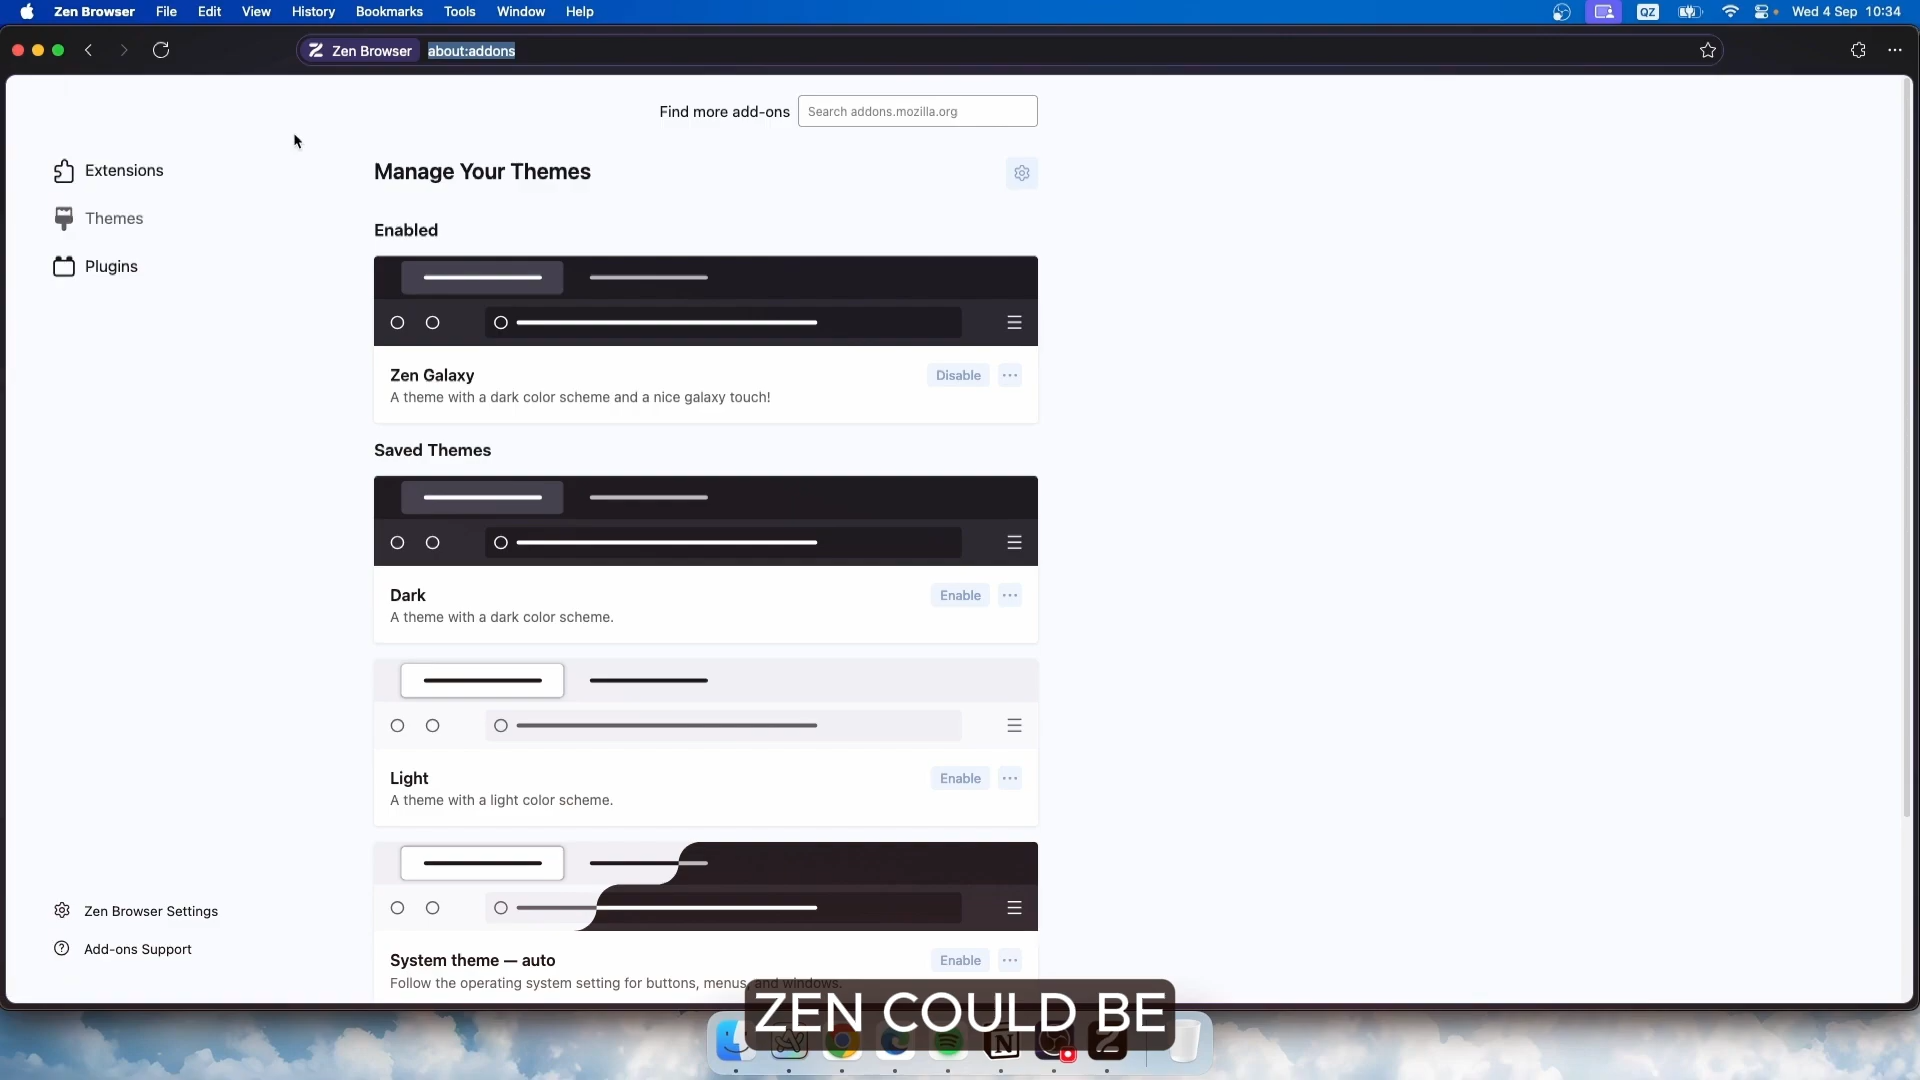 Zen Browser File Edit View History Bookmarks Tools Window Help QZ Wed 4 Sep 10:34
Zen Browser about:addons
Find more add-ons Search addons.mozilla.org
Extensions
Themes
Plugins
Manage Your Themes
Enabled
Zen Galaxy Disable
A theme with a dark color scheme and a nice galaxy touch!
Saved Themes
Dark Enable
A theme with a dark color scheme.
Light Enable
A theme with a light color scheme.
System theme — auto Enable
Follow the operating system setting for buttons, menus, and windows.
Zen Browser Settings
Add-ons Support
ZEN COULD BE